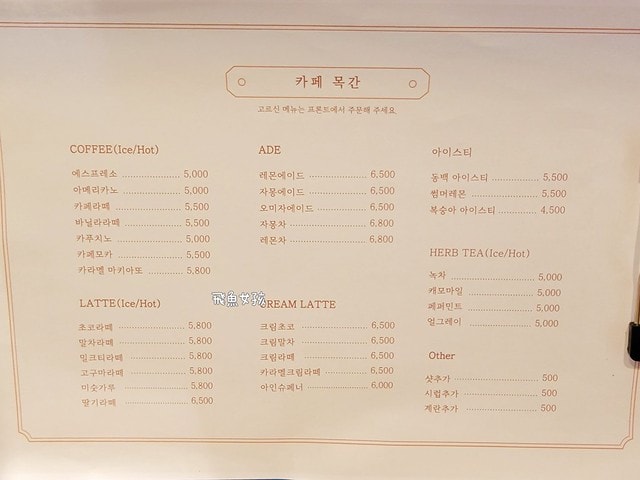 카페 목간
고르신 메뉴는 프론트에서 주문해 주세요
COFFEE(Ice/Hot)
에스프레소 5,000
아메리카노 5,000
카페라떼 5,500
바닐라라떼 5,500
카푸치노 5,000
카페모카 5,500
카라멜 마키아또 5,800
LATTE(Ice/Hot)
초코라떼 5,800
말차라떼 5,800
밀크티라떼 5,800
고구마라떼 5,800
미숫가루 5,800
딸기라떼 6,500
ADE
레몬에이드 6,500
자몽에이드 6,500
오미자에이드 6,500
자몽차 6,800
레몬차 6,800
飛魚女孩
CREAM LATTE
크림초코 6,500
크림말차 6,500
크림라떼 6,500
카라멜크림라떼 6,500
아인슈페너 6,000
아이스티
동백 아이스티 5,500
썸머레몬 5,500
복숭아 아이스티 4,500
HERB TEA(Ice/Hot)
녹차 5,000
캐모마일 5,000
페퍼민트 5,000
얼그레이 5,000
Other
샷추가 500
시럽추가 500
계란추가 500